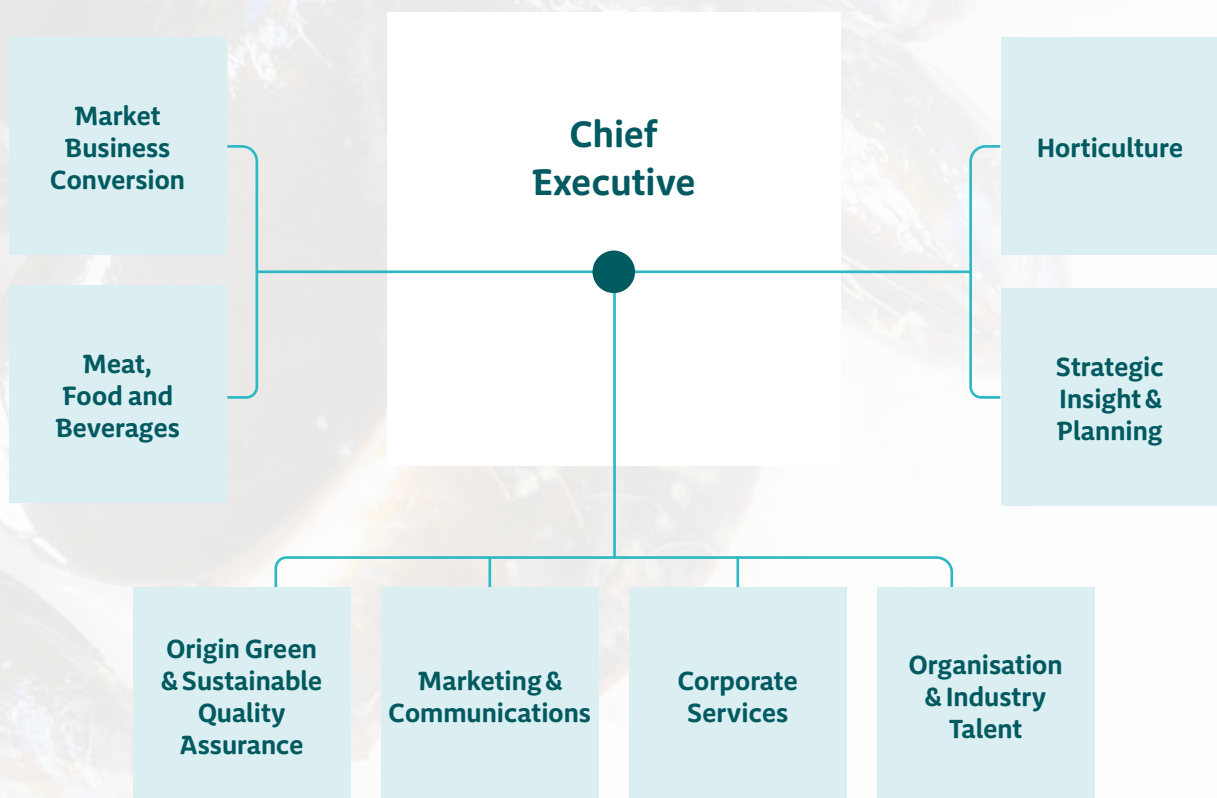 Market
Business
Conversion
Chief
Executive
Horticulture
Meat,
Food and
Beverages
Strategic
Insight &
Planning
Origin Green
& Sustainable
Quality
Assurance
Marketing &
Communications
Corporate
Services
Organisation
& Industry
Talent